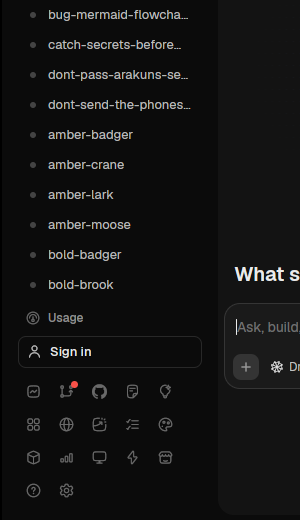 bug-mermaid-flowcha...
catch-secrets-before...
dont-pass-arakuns-se...
dont-send-the-phones...
amber-badger
amber-crane
amber-lark
amber-moose
bold-badger
bold-brook
Usage
Sign in
What s
Ask, build,
Dr